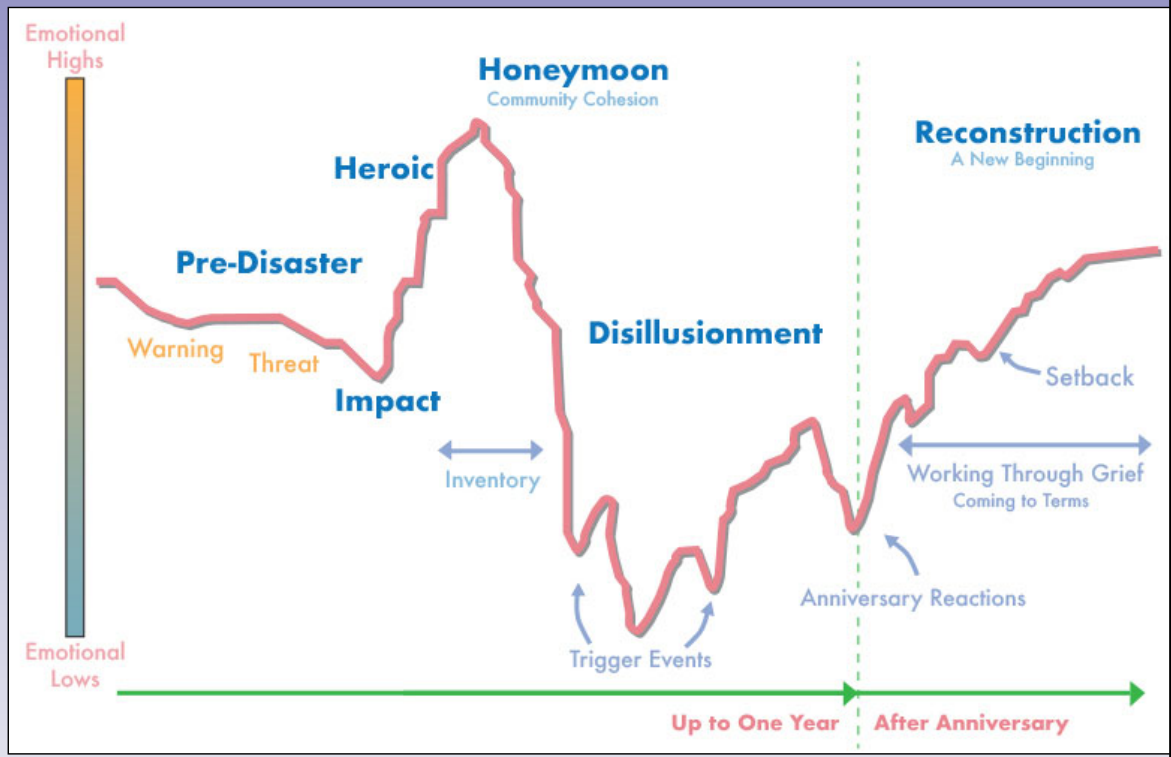 Emotional
Highs
Honeymoon
Community Cohesion
Reconstruction
A New Beginning
Heroic
Pre-Disaster
Warning
Threat
Impact
Disillusionment
Setback
Inventory
Working Through Grief
Coming to Terms
Anniversary Reactions
Trigger Events
Emotional
Lows
Up to One Year
After Anniversary